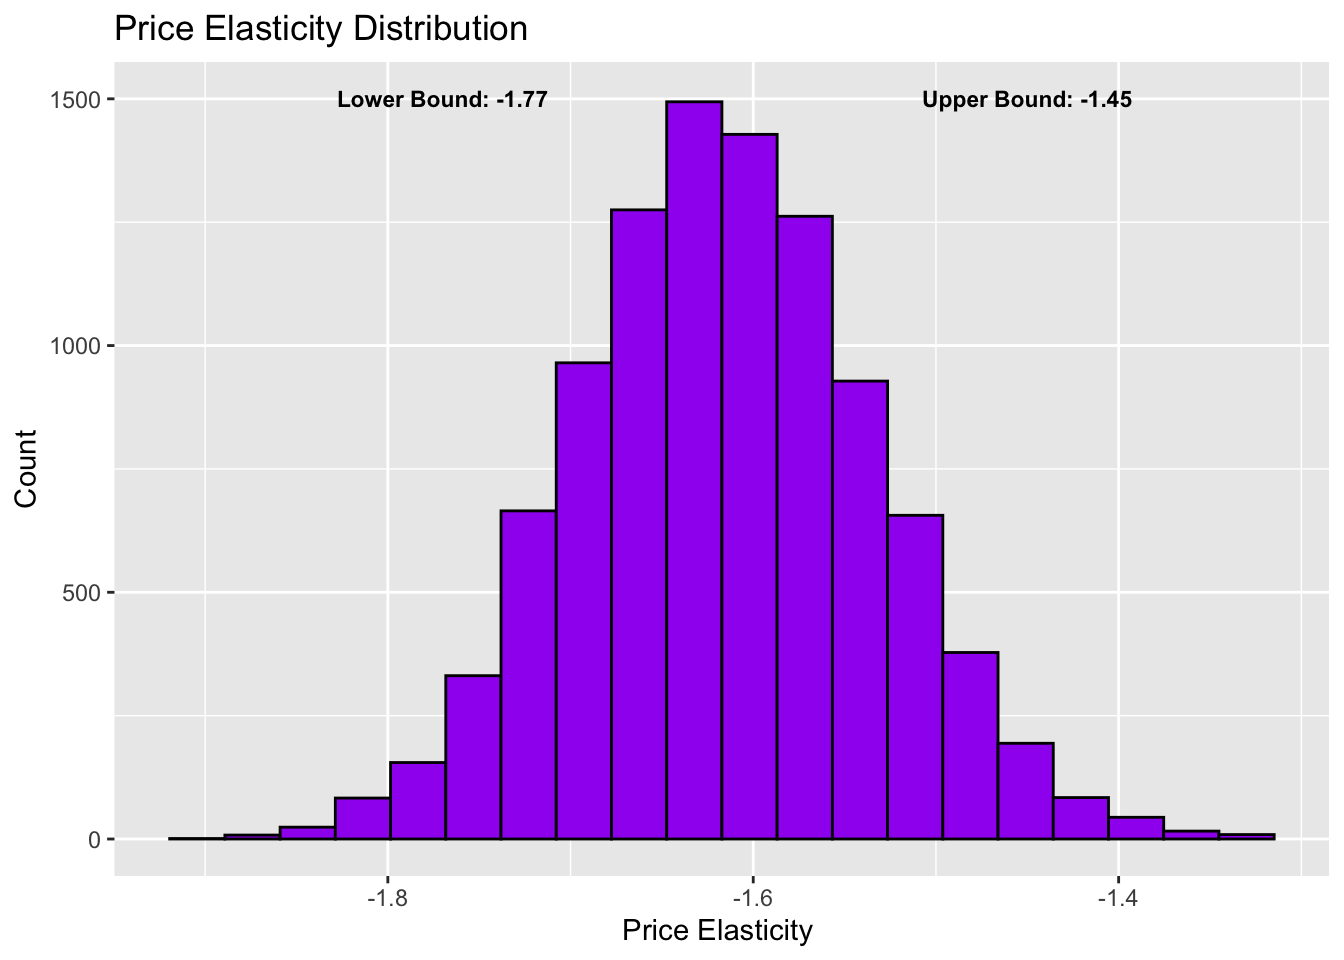 Price Elasticity Distribution
Lower Bound: -1.77
Upper Bound: -1.45
1500
1000
500
0
Count
-1.8
-1.6
-1.4
Price Elasticity